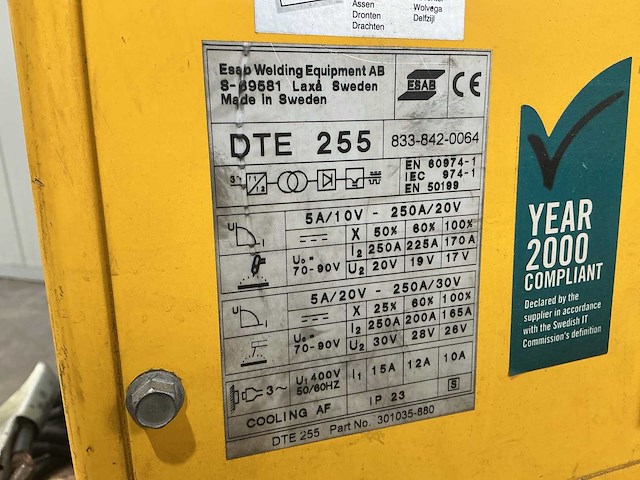 Assen
Dronten
Drachten
Wolvega
Delfzijl
Esab Welding Equipment AB
S-69581 Laxå Sweden
Made in Sweden
ESAB
CE
DTE 255
833-842-0064
3~ f1 f2
EN 60974-1
IEC 974-1
EN 50199
5A/10V - 250A/20V
U I
X 50% 60% 100%
I2 250A 225A 170A
U0= 70-90V
U2 20V 19V 17V
5A/20V - 250A/30V
U I
X 25% 60% 100%
I2 250A 200A 165A
U0= 70-90V
U2 30V 28V 26V
3~
U1 400V
50/60HZ
I1 15A 12A 10A
COOLING AF
IP 23
S
DTE 255 Part No. 301035-880
YEAR
2000
COMPLIANT
Declared by the
supplier in accordance
with the Swedish IT
Commission's definition